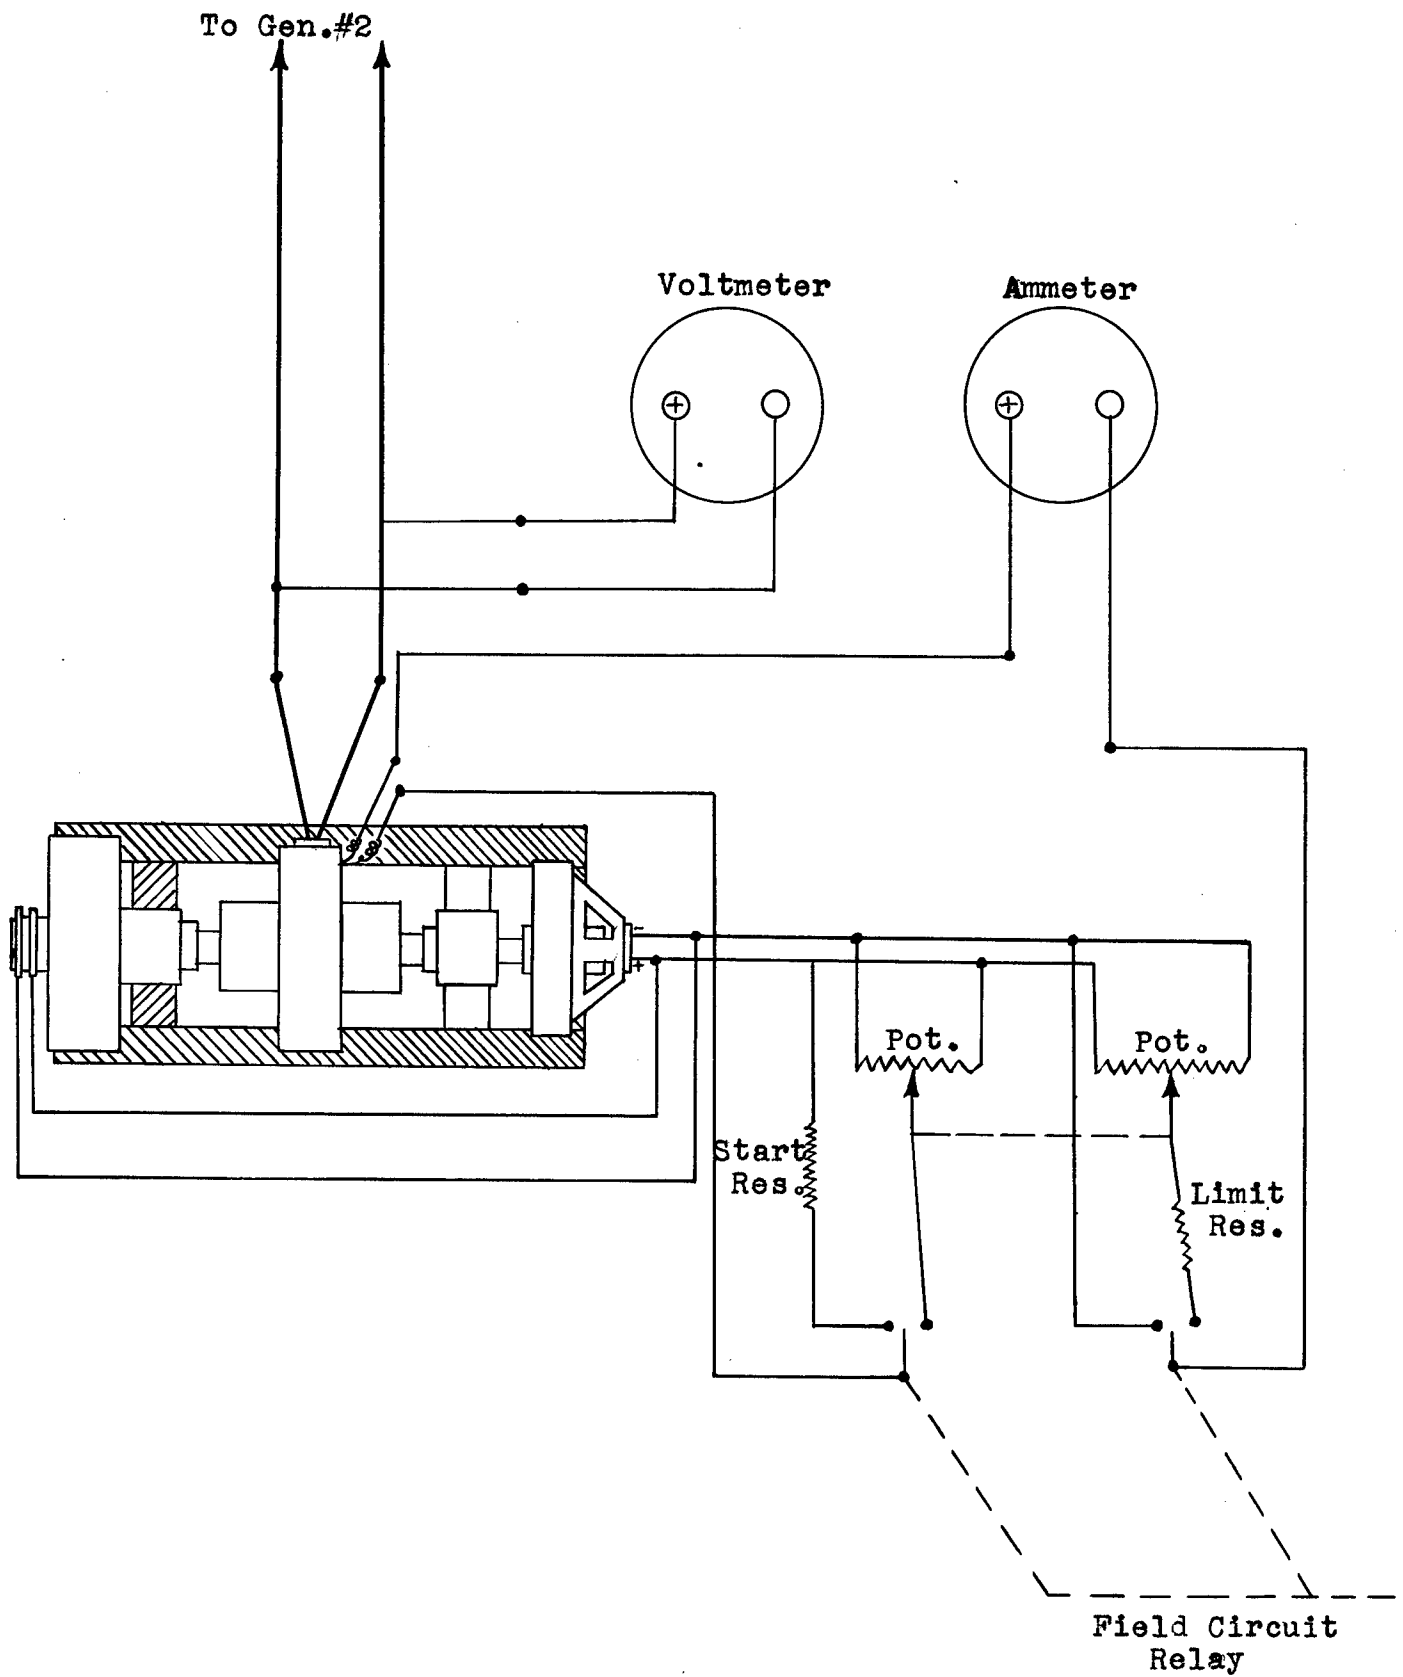 To Gen.#2
Voltmeter
Ammeter
+
+
-
+
Pot.
Pot.
Start
Res.
Limit
Res.
Field Circuit
Relay